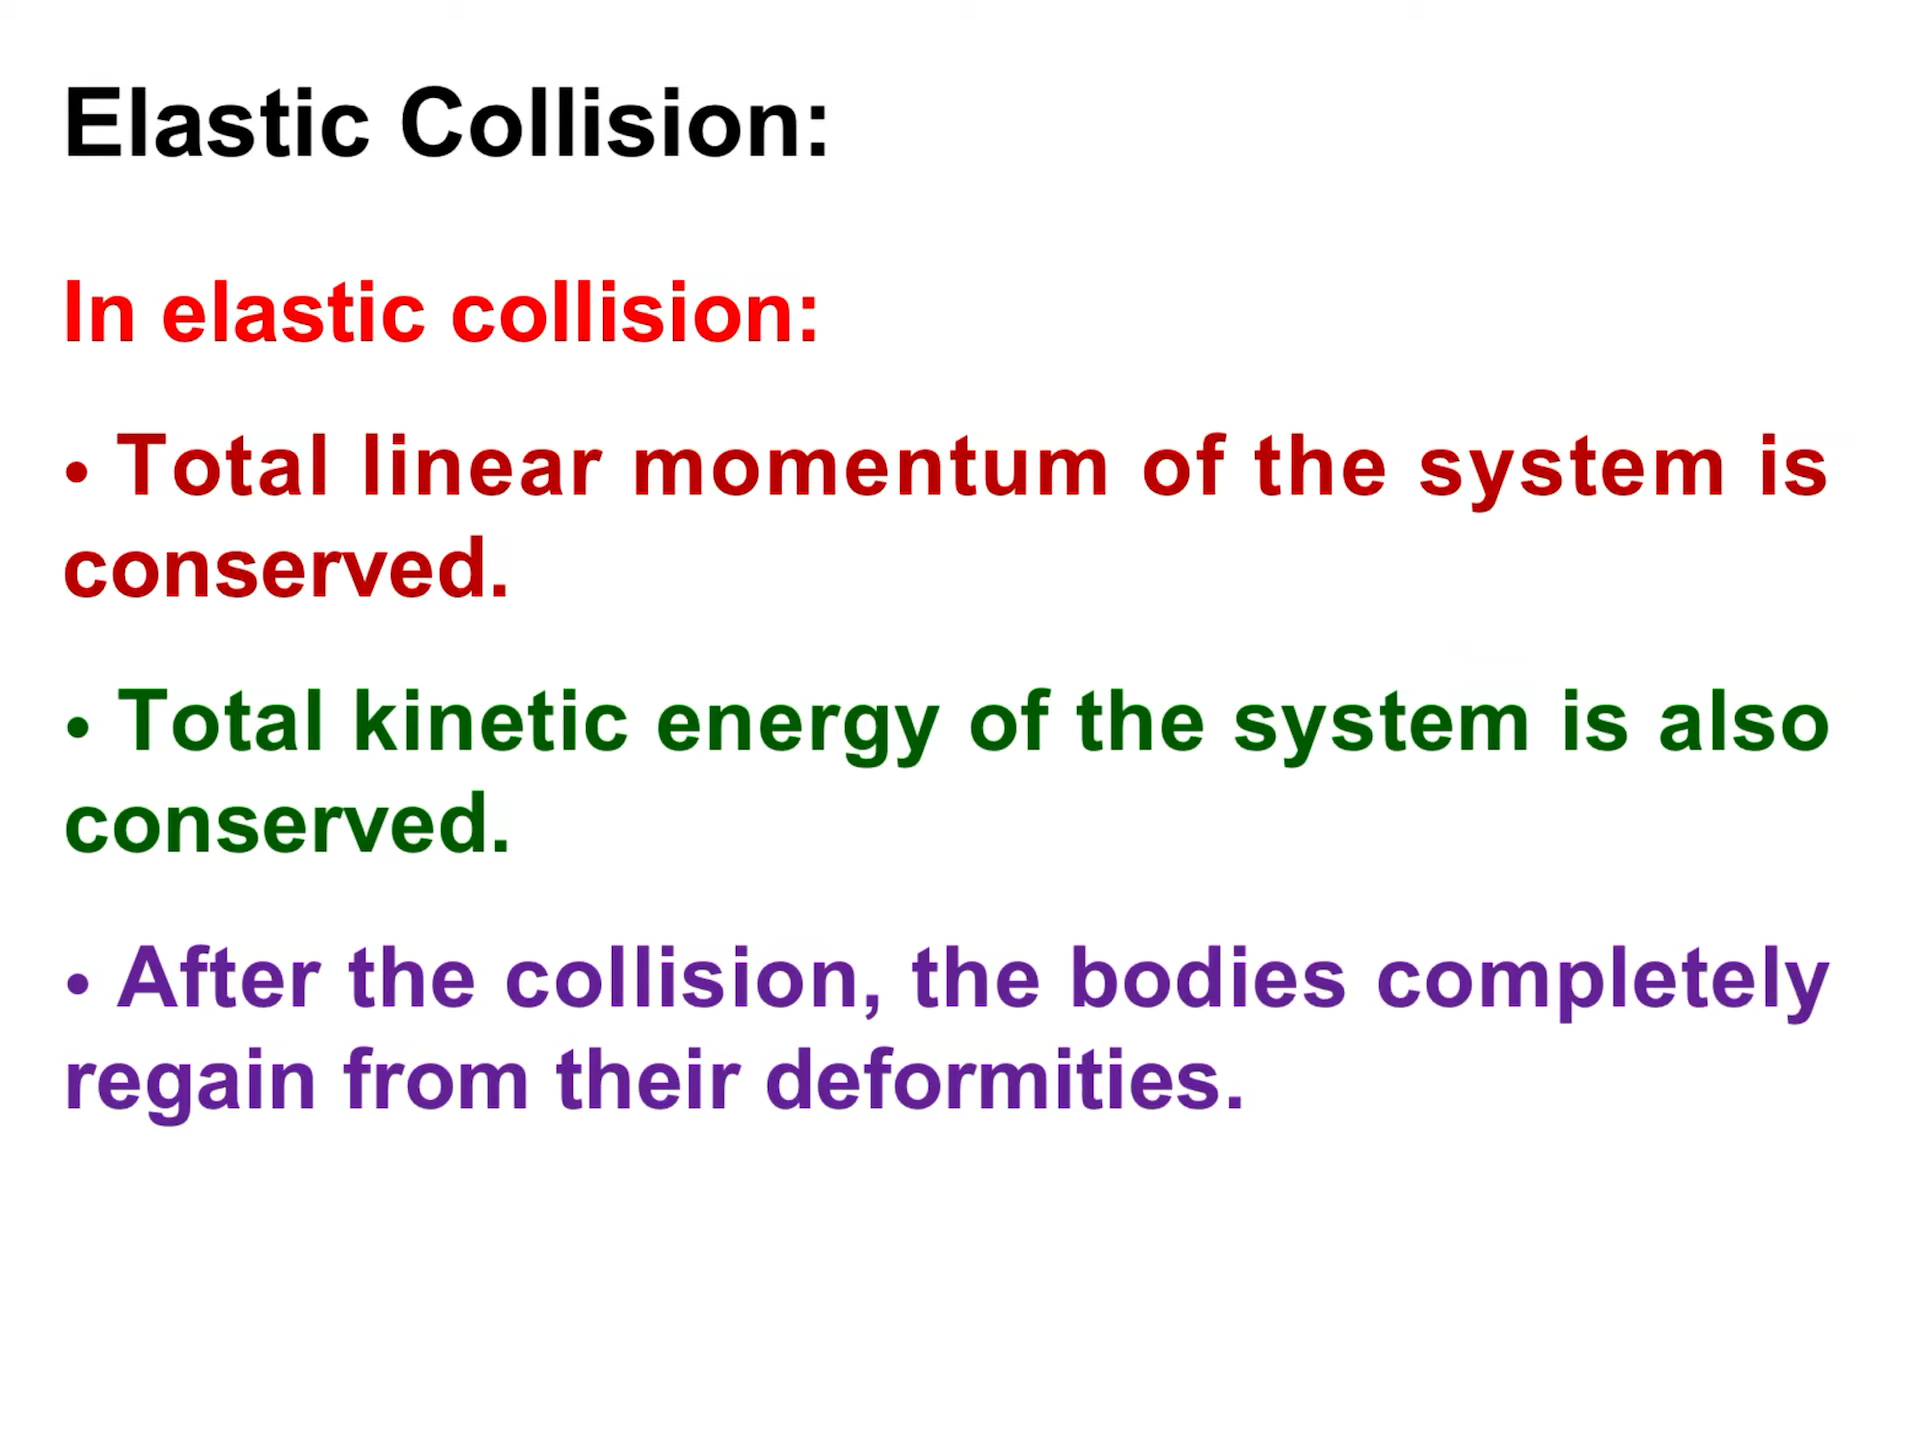 Elastic Collision:
In elastic collision:
• Total linear momentum of the system is
conserved.
• Total kinetic energy of the system is also
conserved.
• After the collision, the bodies completely
regain from their deformities.